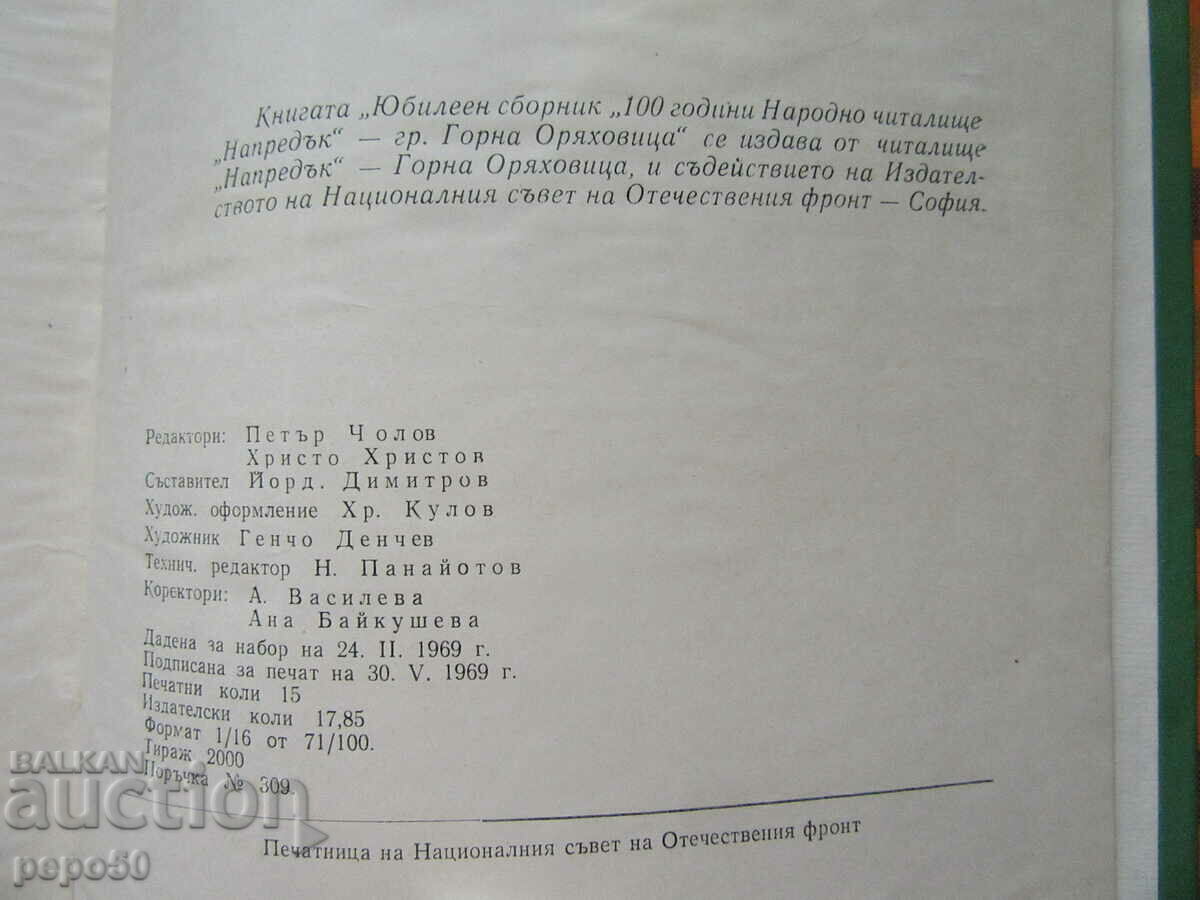 Книгата „Юбилеен сборник „100 години Народно читалище
„Напредък“ — гр. Горна Оряховица“ се издава от читалище
„Напредък“ — Горна Оряховица, и съдействието на Издател-
ството на Националния съвет на Отечествения фронт — София.
Редактори: Петър Чолов
Христо Христов
Съставител Йорд. Димитров
Худож. оформление Хр. Кулов
Художник Генчо Денчев
Технич. редактор Н. Панайотов
Коректори: А. Василева
Ана Байкушева
Дадена за набор на 24. II. 1969 г.
Подписана за печат на 30. V. 1969 г.
Печатни коли 15
Издателски коли 17,85
Формат 1/16 от 71/100.
Тираж 2000
Поръчка № 309.
Печатница на Националния съвет на Отечествения фронт
BALKAN
auction
pepo50